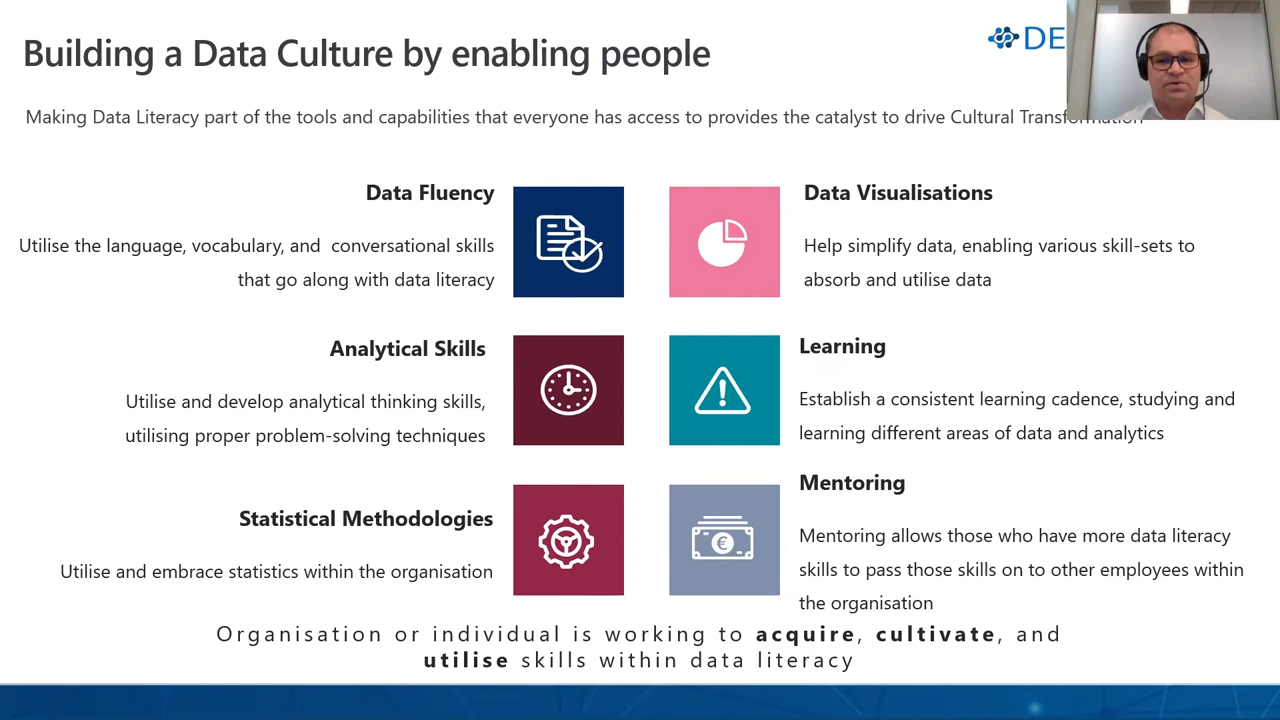 Building a Data Culture by enabling people
DE
Making Data Literacy part of the tools and capabilities that everyone has access to provides the catalyst to drive Cultural Transformation
Data Fluency
Utilise the language, vocabulary, and conversational skills
that go along with data literacy
Data Visualisations
Help simplify data, enabling various skill-sets to
absorb and utilise data
Analytical Skills
Utilise and develop analytical thinking skills,
utilising proper problem-solving techniques
Learning
Establish a consistent learning cadence, studying and
learning different areas of data and analytics
Statistical Methodologies
Utilise and embrace statistics within the organisation
Mentoring
Mentoring allows those who have more data literacy
skills to pass those skills on to other employees within
the organisation
€
Organisation or individual is working to acquire, cultivate, and
utilise skills within data literacy